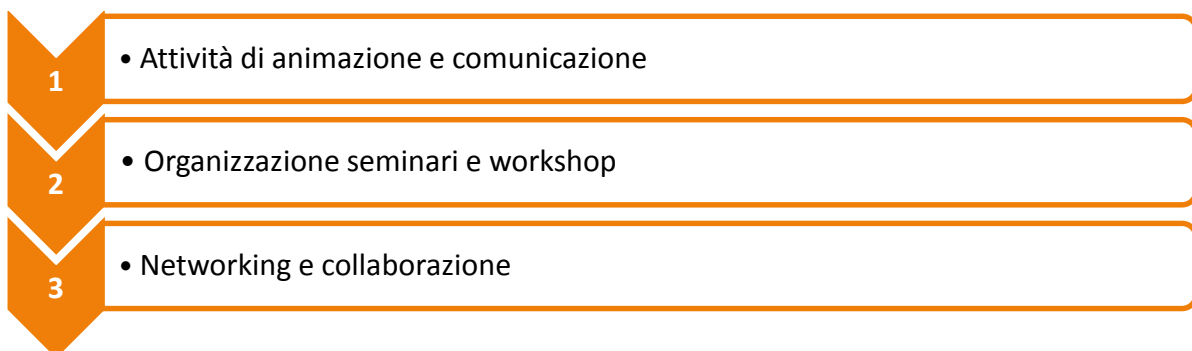 1
• Attività di animazione e comunicazione
2
• Organizzazione seminari e workshop
3
• Networking e collaborazione